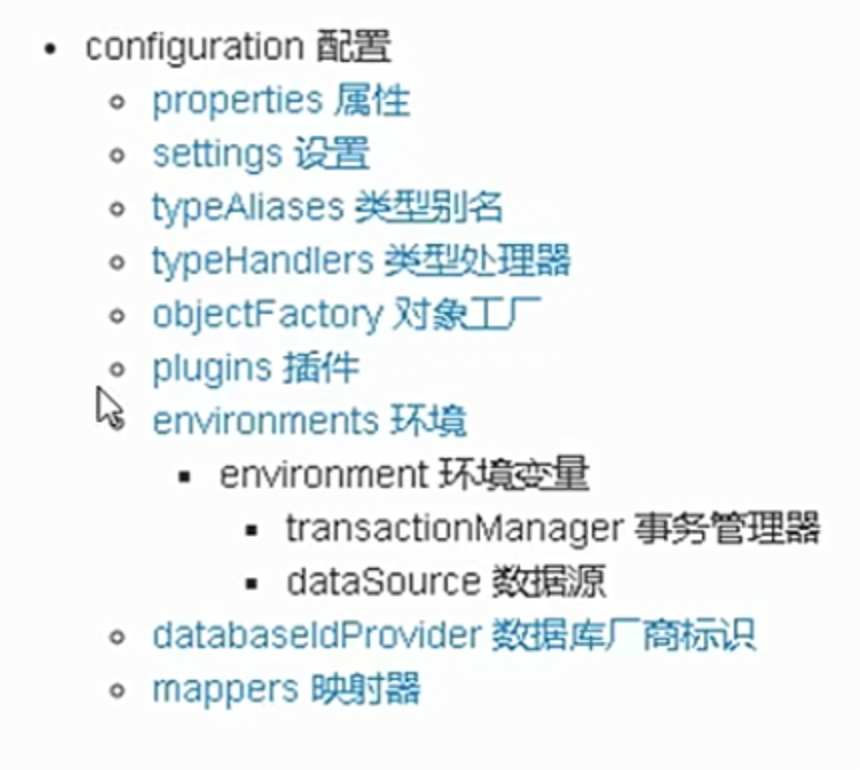 configuration 配置
properties 属性
settings 设置
typeAliases 类型别名
typeHandlers 类型处理器
objectFactory 对象工厂
plugins 插件
environments 环境
environment 环境变量
transactionManager 事务管理器
dataSource 数据源
databaseIdProvider 数据库厂商标识
mappers 映射器